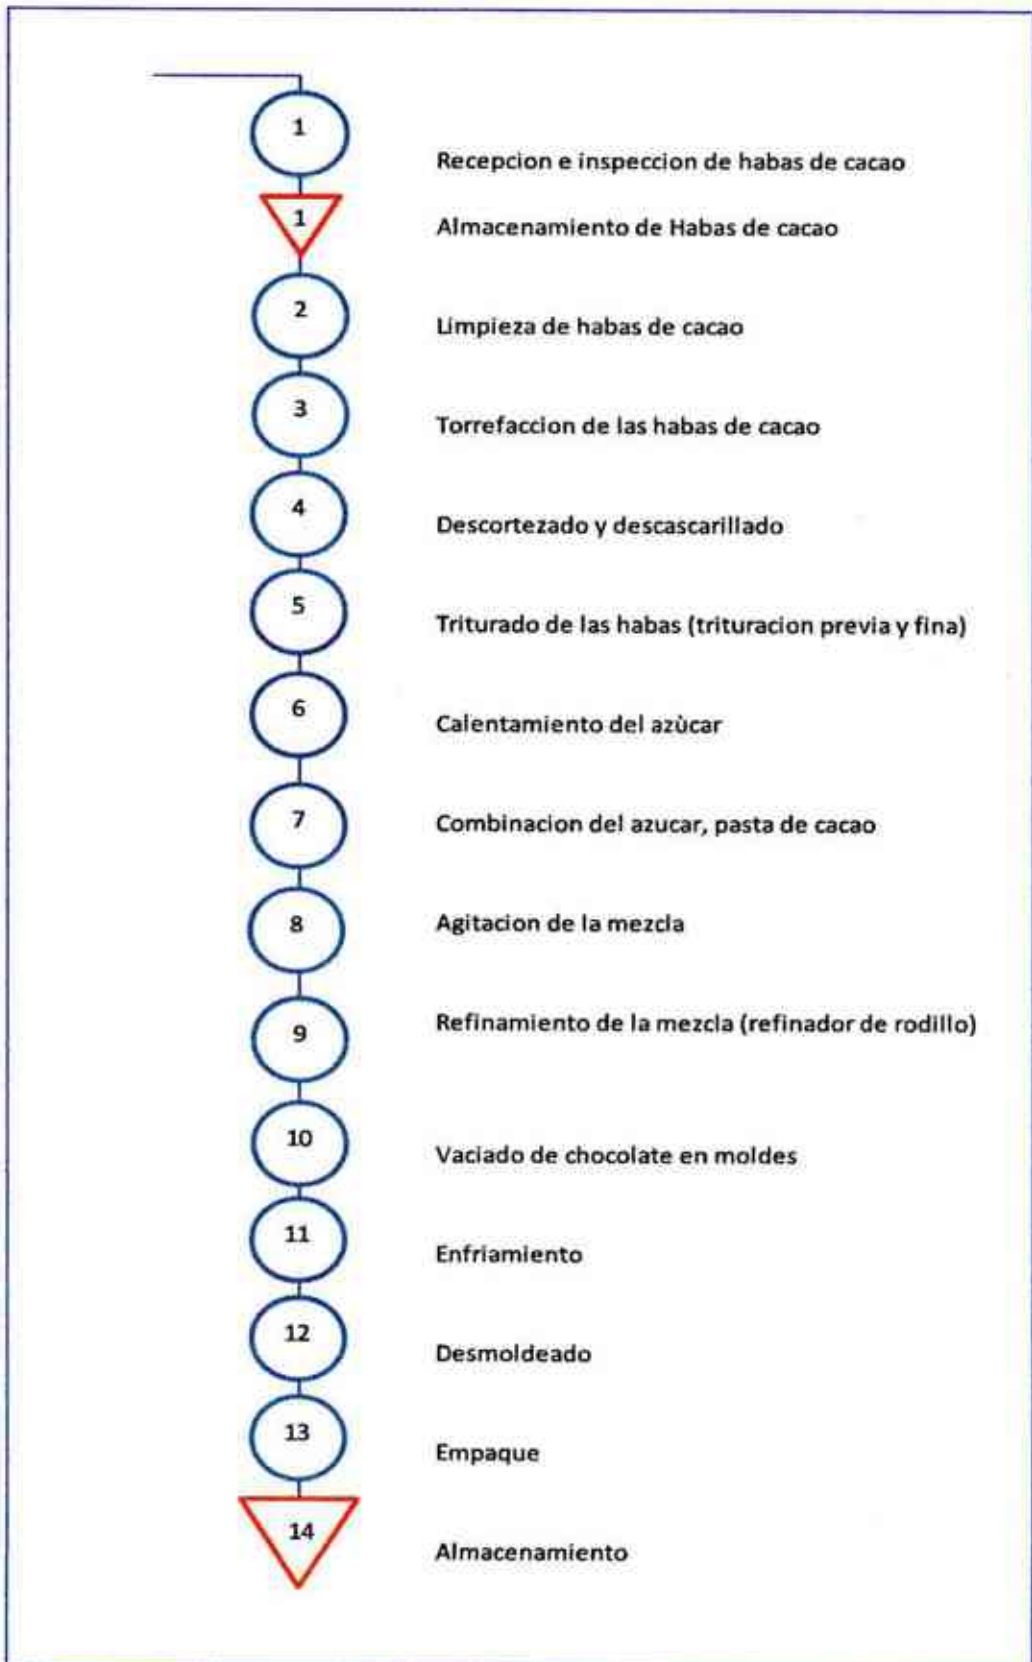 1
Recepcion e inspeccion de habas de cacao
1
Almacenamiento de Habas de cacao
2
Limpieza de habas de cacao
3
Torrefaccion de las habas de cacao
4
Descortezado y descascarillado
5
Triturado de las habas (trituracion previa y fina)
6
Calentamiento del azùcar
7
Combinacion del azucar, pasta de cacao
8
Agitacion de la mezcla
9
Refinamiento de la mezcla (refinador de rodillo)
10
Vaciado de chocolate en moldes
11
Enfriamiento
12
Desmoldeado
13
Empaque
14
Almacenamiento